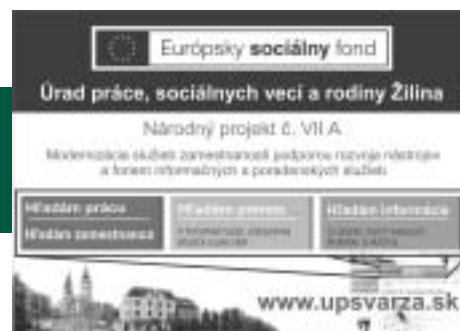 Európsky sociálny fond
Úrad práce, sociálnych vecí a rodiny Žilina
Národný projekt č. VII A
Modernizácia služieb zamestnanosti podporou rozvoja nástrojov
a foriem informačných a poradenských služieb
Hľadám prácu
Hľadám zamestnanca
Hľadám pomoc
Hľadám informácie
www.upsvarza.sk